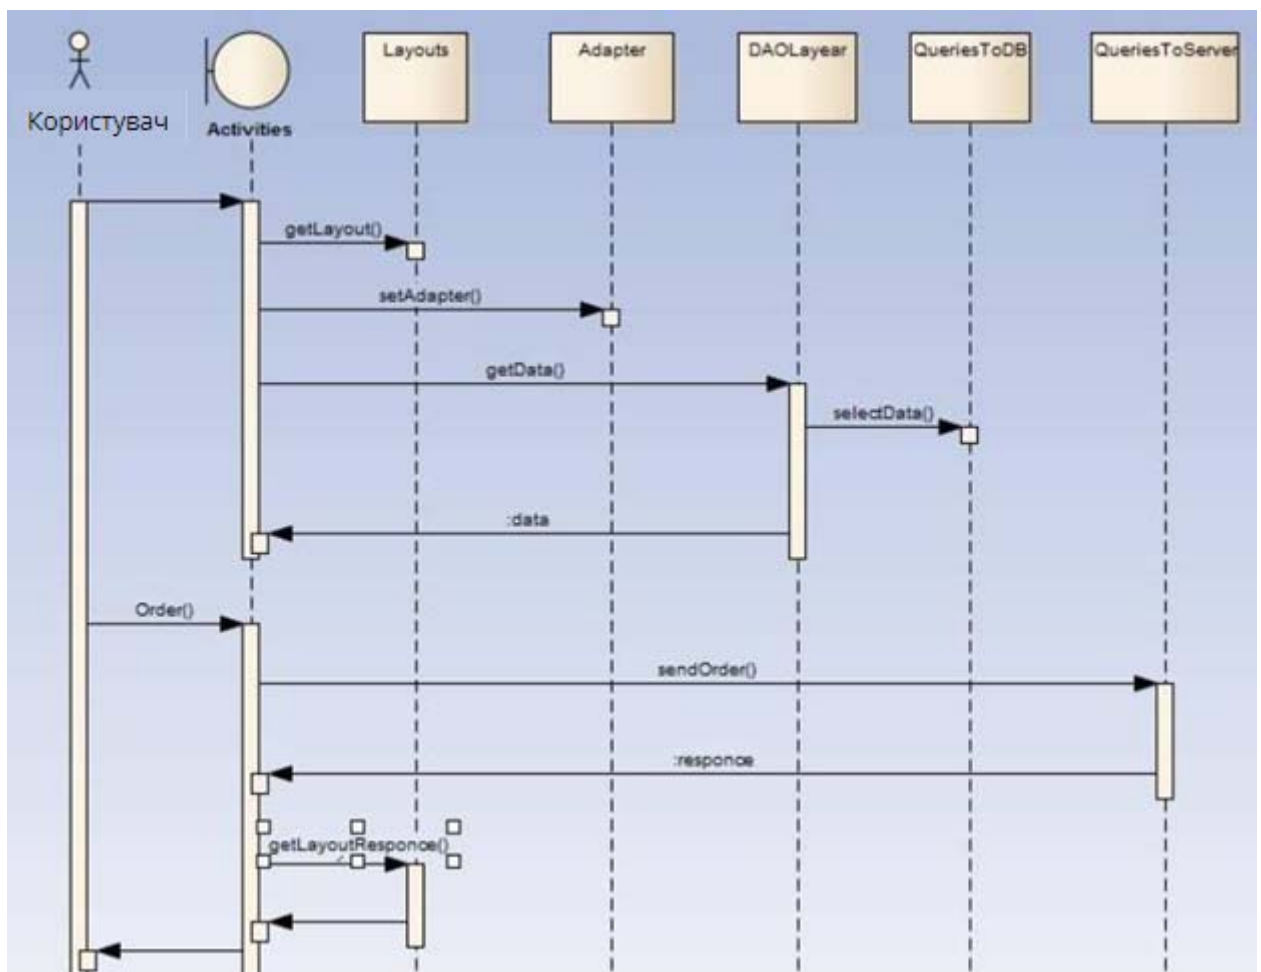 Layouts
Adapter
DAOLayear
QueriesToDB
QueriesToServer
Користувач
Activities
getLayout()
setAdapter()
getData()
selectData()
:data
Order()
sendOrder()
:responce
getLayoutResponce()